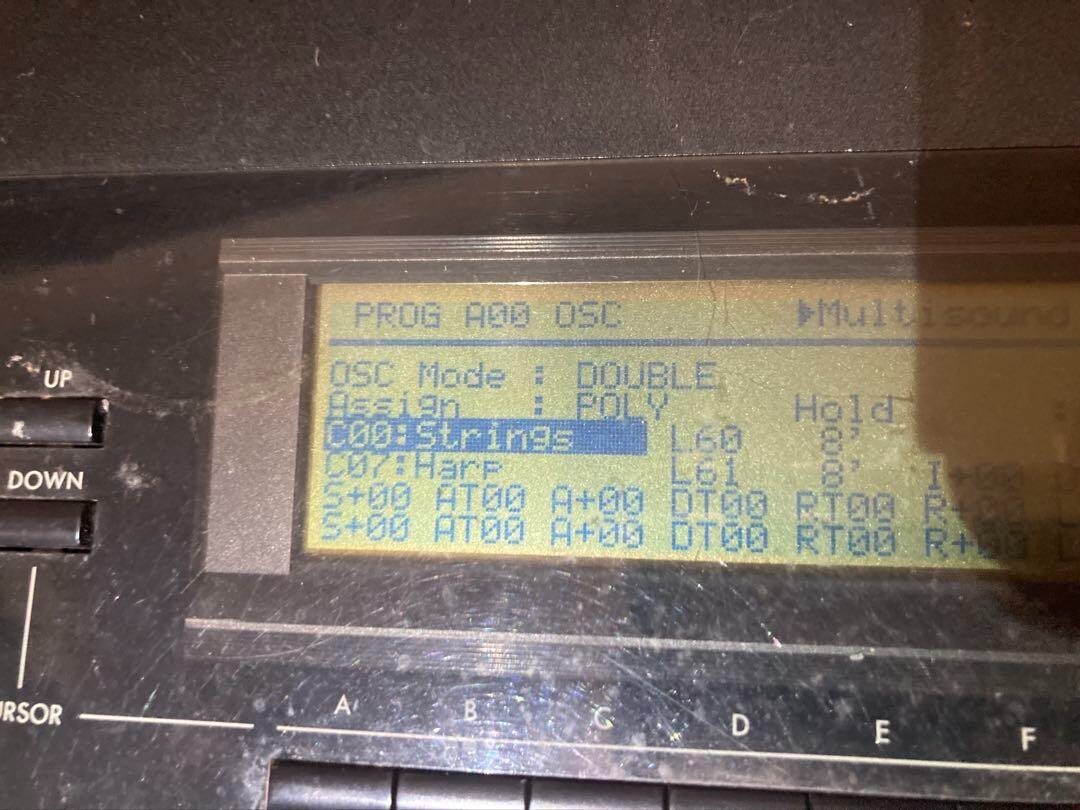 PROG A00 OSC ▶Multisound
OSC Mode : DOUBLE
Assign : POLY Hold :
C00:Strings L60 8'
C07:Harp L61 8' I+00
S+00 AT00 A+00 DT00 RT00 R+00
S+00 AT00 A+00 DT00 RT00 R+00
UP
DOWN
URSOR
A B C D E F